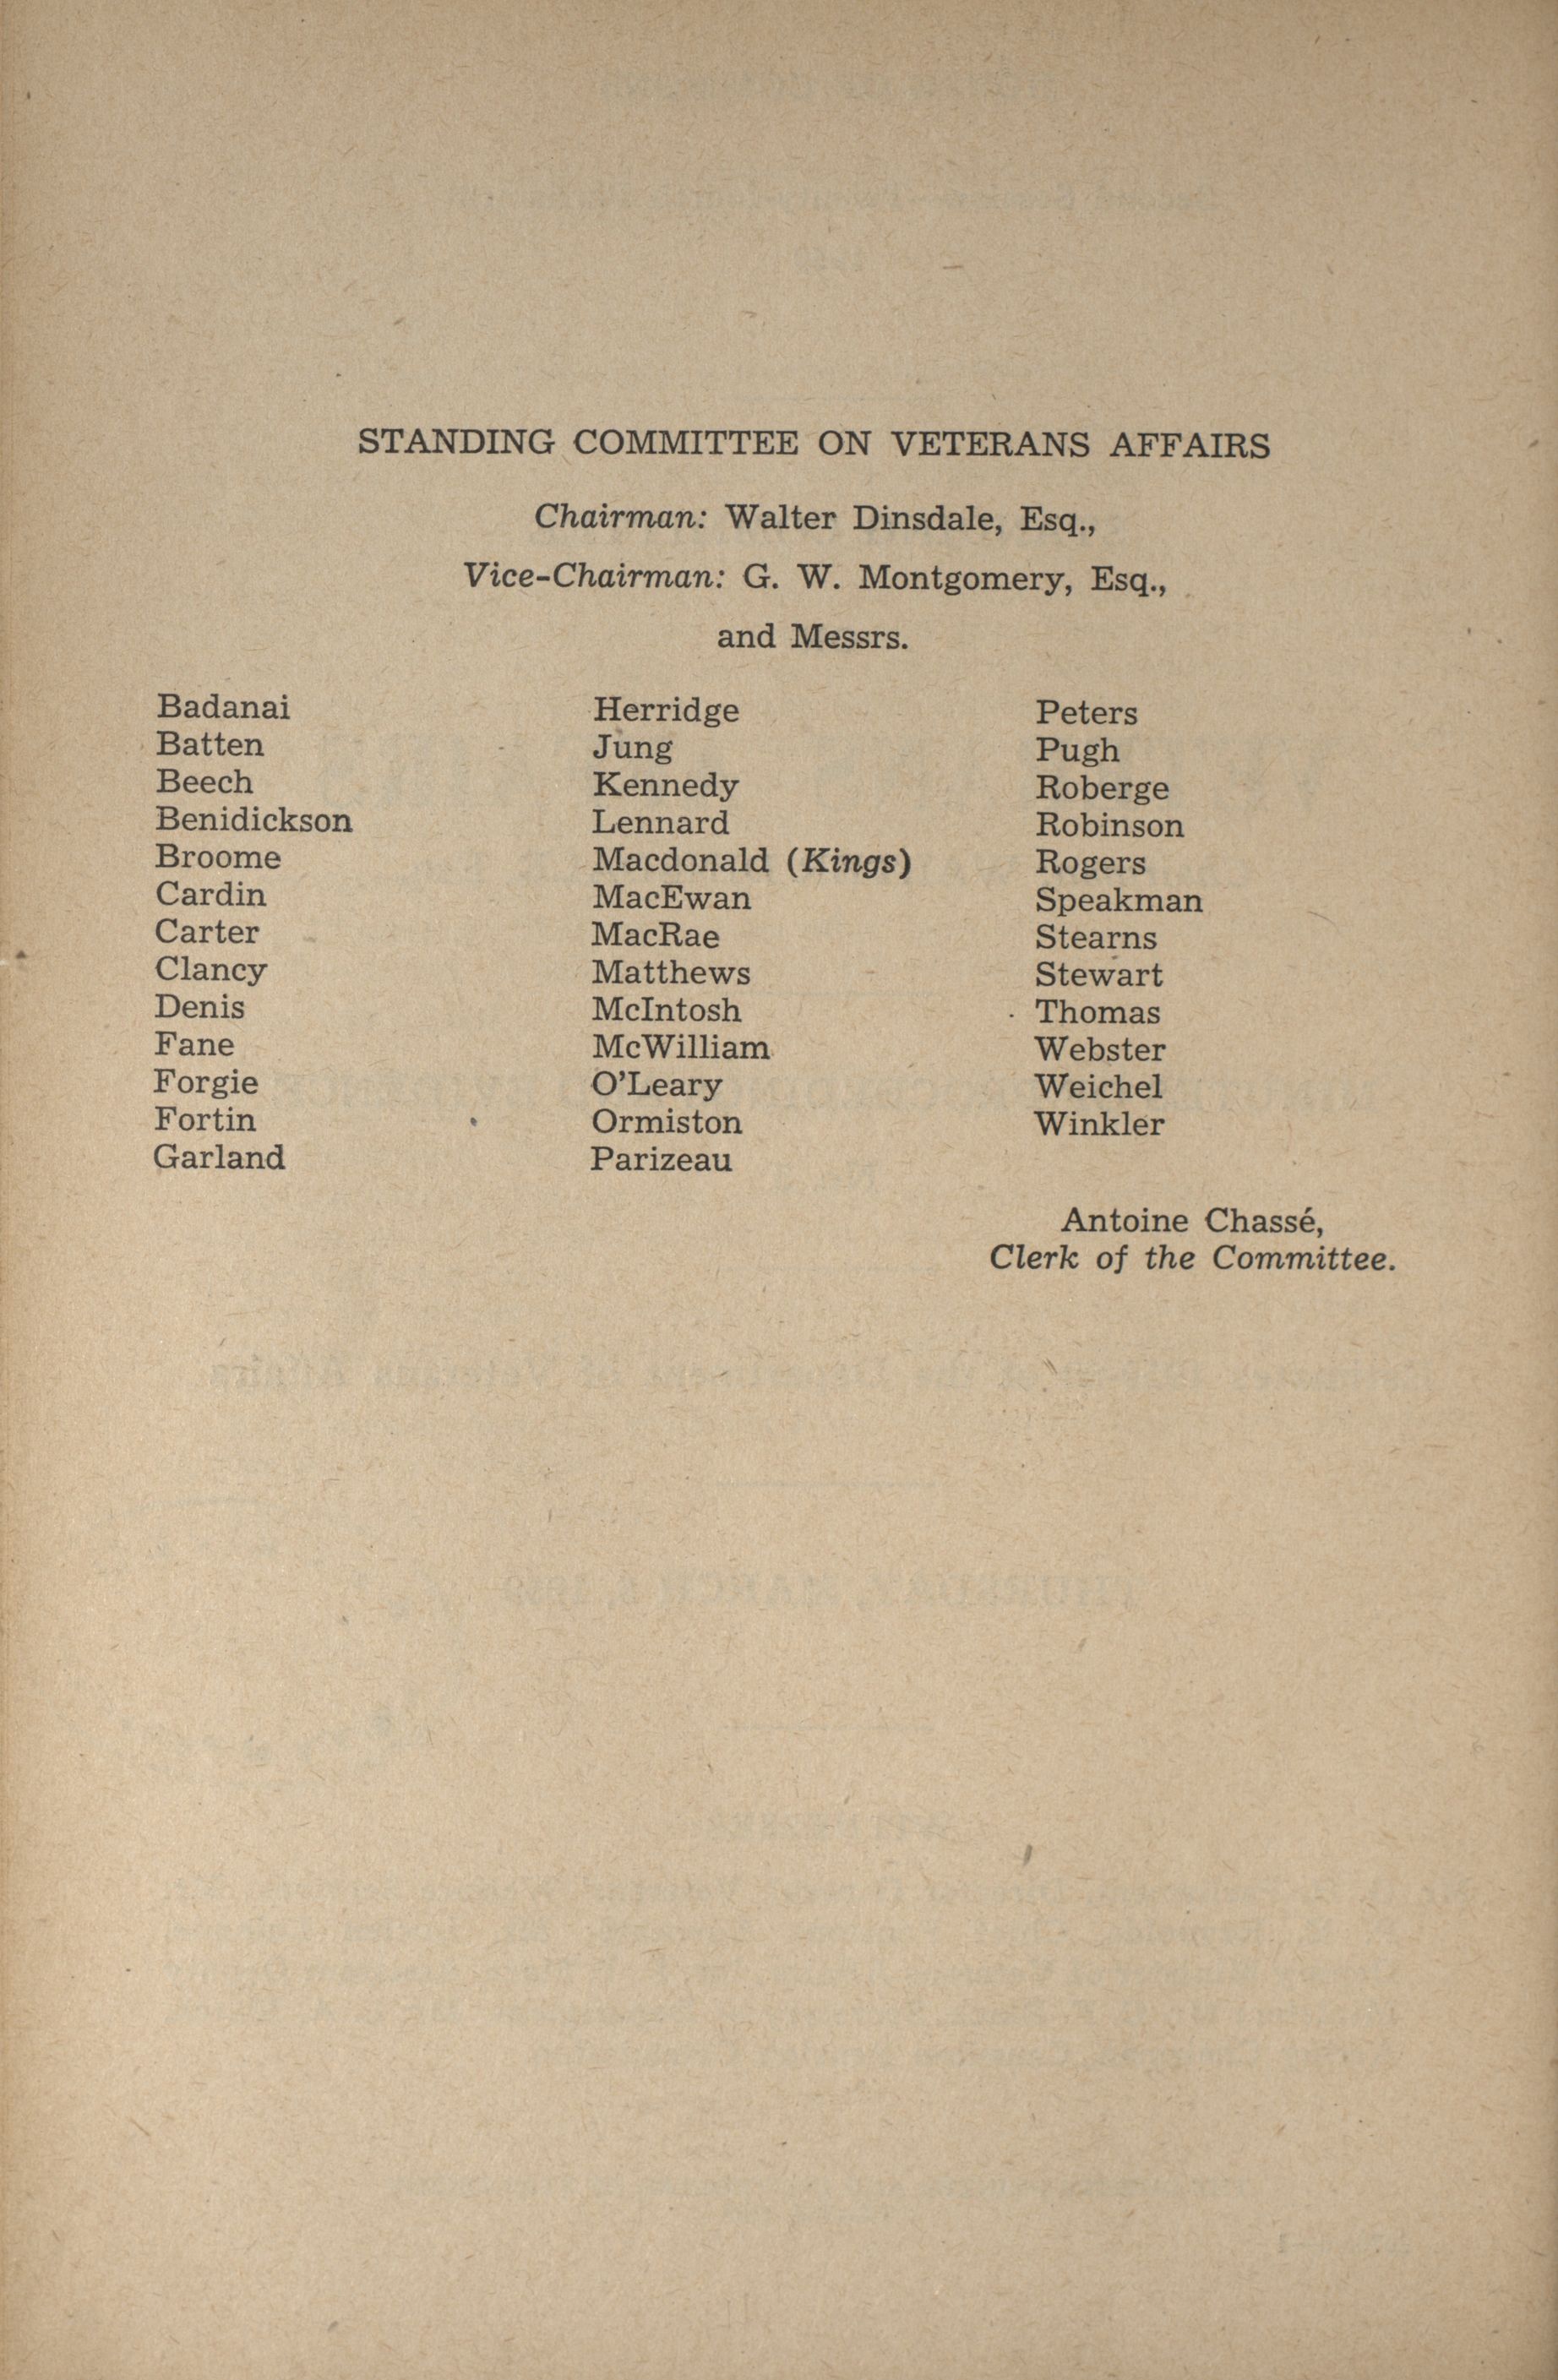 STANDING COMMITTEE ON VETERANS AFFAIRS
Chairman: Walter Dinsdale, Esq.,
Vice-Chairman: G. W. Montgomery, Esq.,
and Messrs.
Badanai
Batten
Beech
Benidickson
Broome
Cardin
Carter
Clancy
Denis
Fane
Forgie
Fortin
Garland
Herridge
Jung
Kennedy
Lennard
Macdonald (Kings)
MacEwan
MacRae
Matthews
McIntosh
McWilliam
O'Leary
Ormiston
Parizeau
Peters
Pugh
Roberge
Robinson
Rogers
Speakman
Stearns
Stewart
Thomas
Webster
Weichel
Winkler
Antoine Chassé,
Clerk of the Committee.